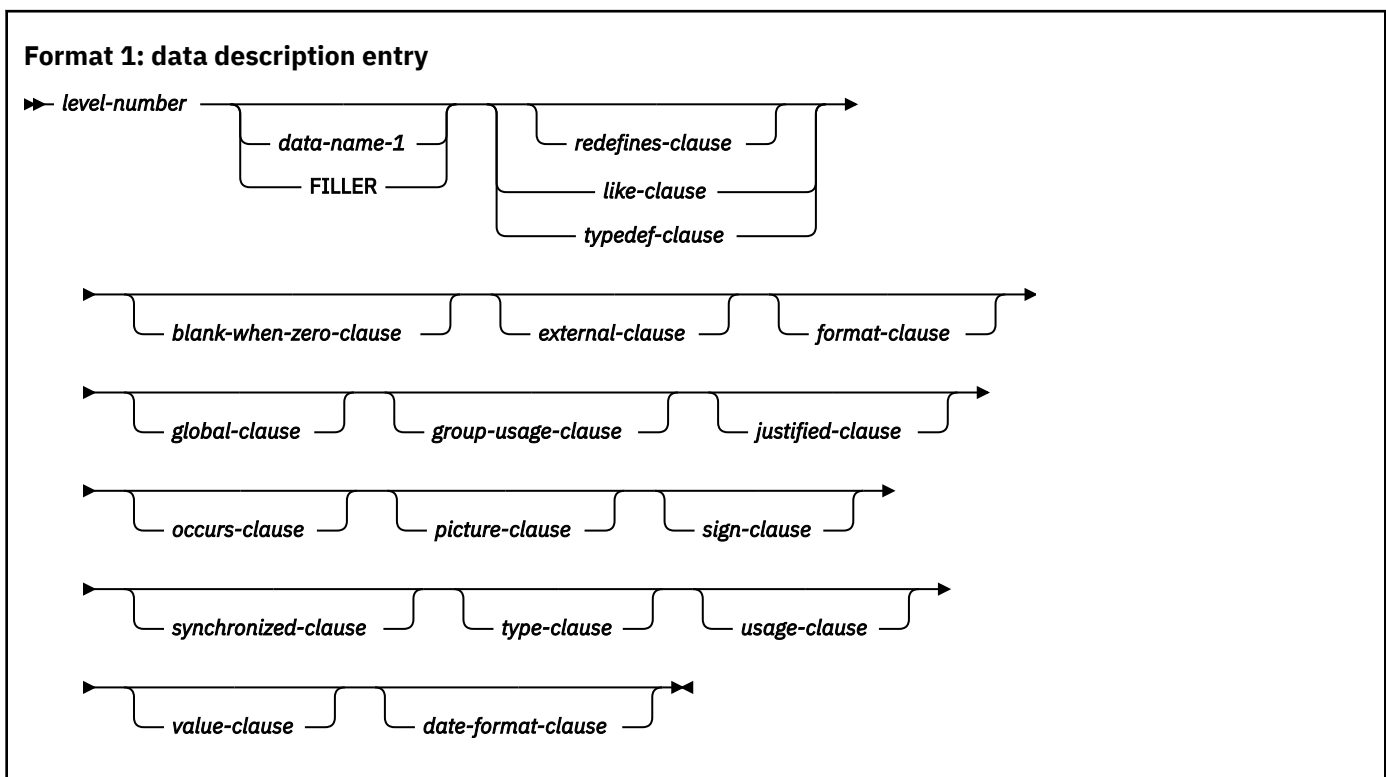 Format 1: data description entry
level-number
data-name-1 redefines-clause
FILLER like-clause
typedef-clause
blank-when-zero-clause external-clause format-clause
global-clause group-usage-clause justified-clause
occurs-clause picture-clause sign-clause
synchronized-clause type-clause usage-clause
value-clause date-format-clause